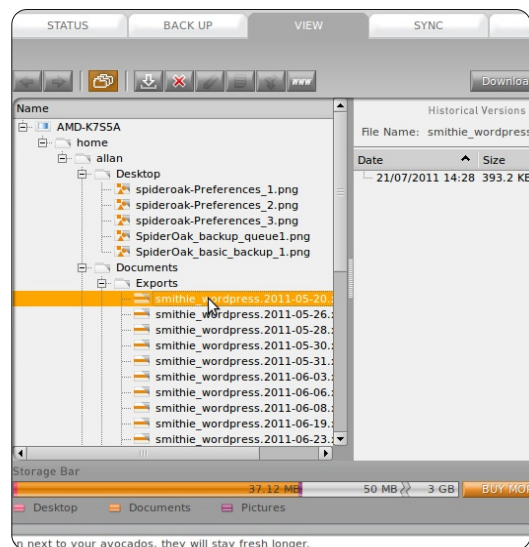 STATUS BACK UP VIEW SYNC
www Downloa
Name
Historical Versions
AMD-K7S5A
File Name: smithie_wordpress
home
allan
Date Size
Desktop
21/07/2011 14:28 393.2 KB
spideroak-Preferences_1.png
spideroak-Preferences_2.png
spideroak-Preferences_3.png
SpiderOak_backup_queue1.png
SpiderOak_basic_backup_1.png
Documents
Exports
smithie_wordpress.2011-05-20.
smithie_wordpress.2011-05-26.
smithie_wordpress.2011-05-28.
smithie_wordpress.2011-05-30.
smithie_wordpress.2011-05-31.
smithie_wordpress.2011-06-03.
smithie_wordpress.2011-06-06.
smithie_wordpress.2011-06-08.
smithie_wordpress.2011-06-19.
smithie_wordpress.2011-06-23.
Storage Bar
37.12 MB 50 MB 3 GB BUY MO
Desktop Documents Pictures
n next to your avocados, they will stay fresh longer.